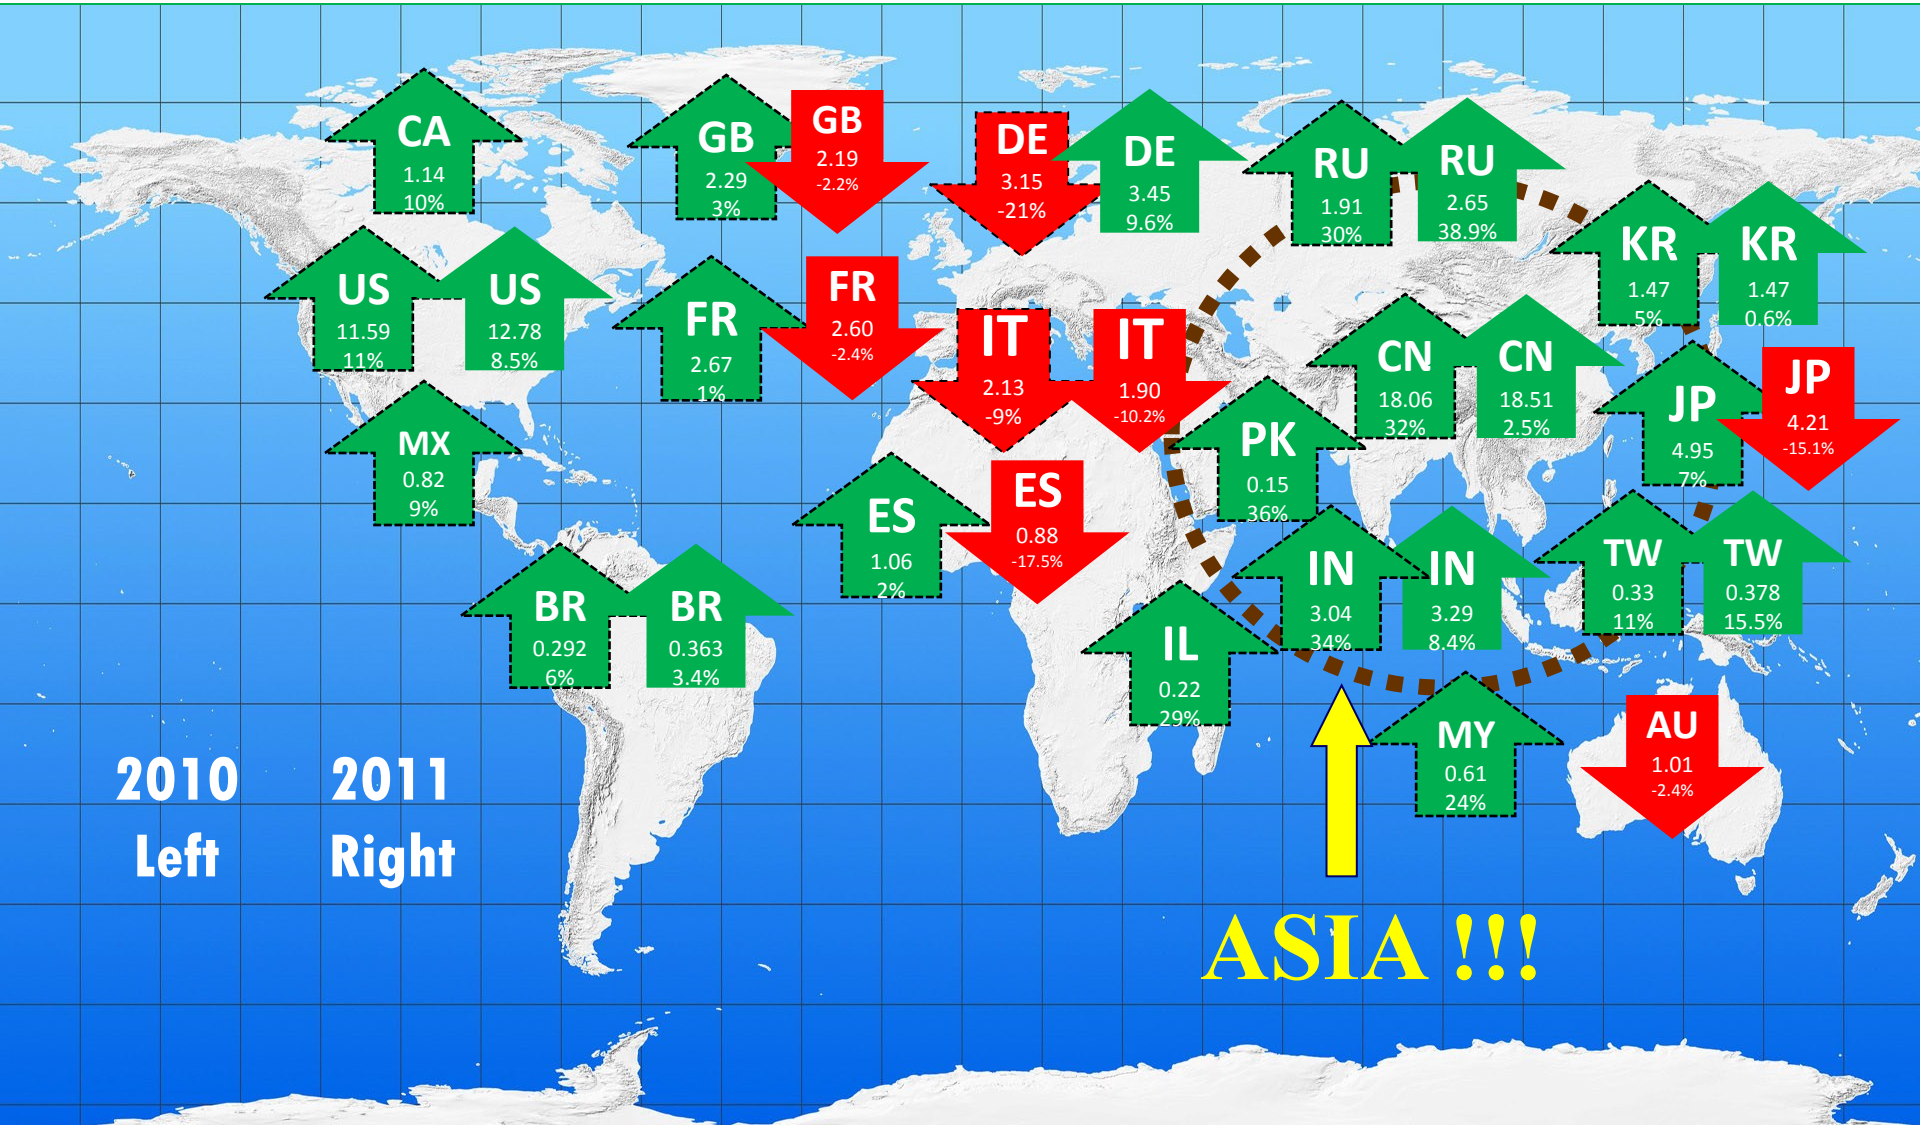 CA
1.14
10%
GB
2.29
3%
GB
2.19
-2.2%
DE
3.15
-21%
DE
3.45
9.6%
RU
1.91
30%
RU
2.65
38.9%
KR
1.47
5%
KR
1.47
0.6%
US
11.59
11%
US
12.78
8.5%
FR
2.67
1%
FR
2.60
-2.4%
IT
2.13
-9%
IT
1.90
-10.2%
CN
18.06
32%
CN
18.51
2.5%
JP
4.95
7%
JP
4.21
-15.1%
MX
0.82
9%
PK
0.15
36%
ES
1.06
2%
ES
0.88
-17.5%
IN
3.04
34%
IN
3.29
8.4%
TW
0.33
11%
TW
0.378
15.5%
BR
0.292
6%
BR
0.363
3.4%
IL
0.22
29%
MY
0.61
24%
AU
1.01
-2.4%
2010
Left
2011
Right
ASIA !!!